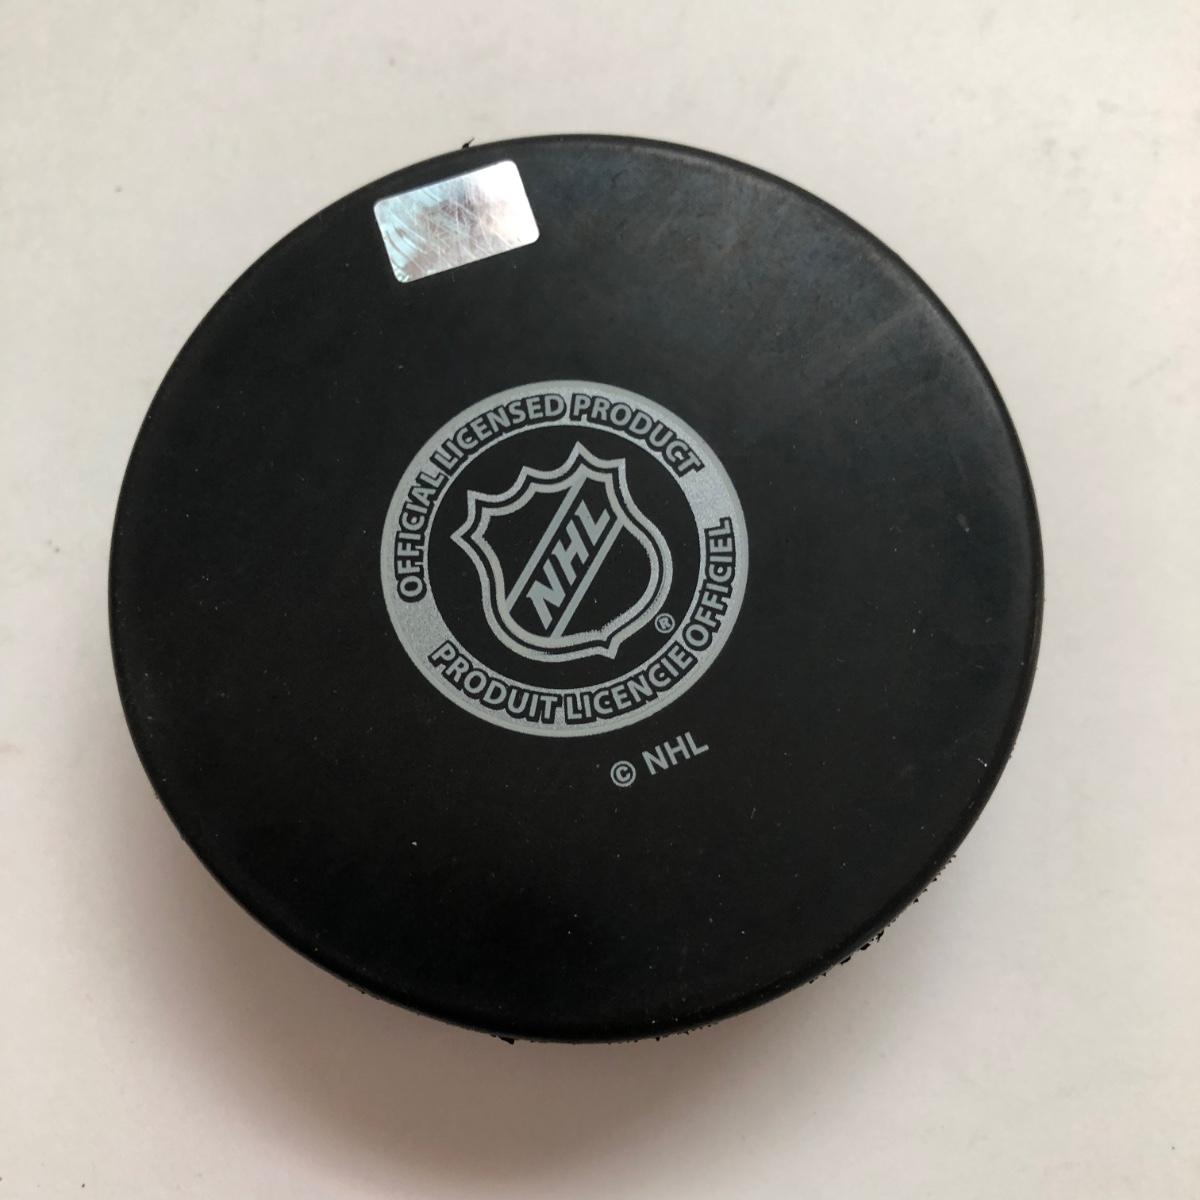 OFFICIAL LICENSED PRODUCT
NHL
®
PRODUIT LICENCIE OFFICIEL
© NHL